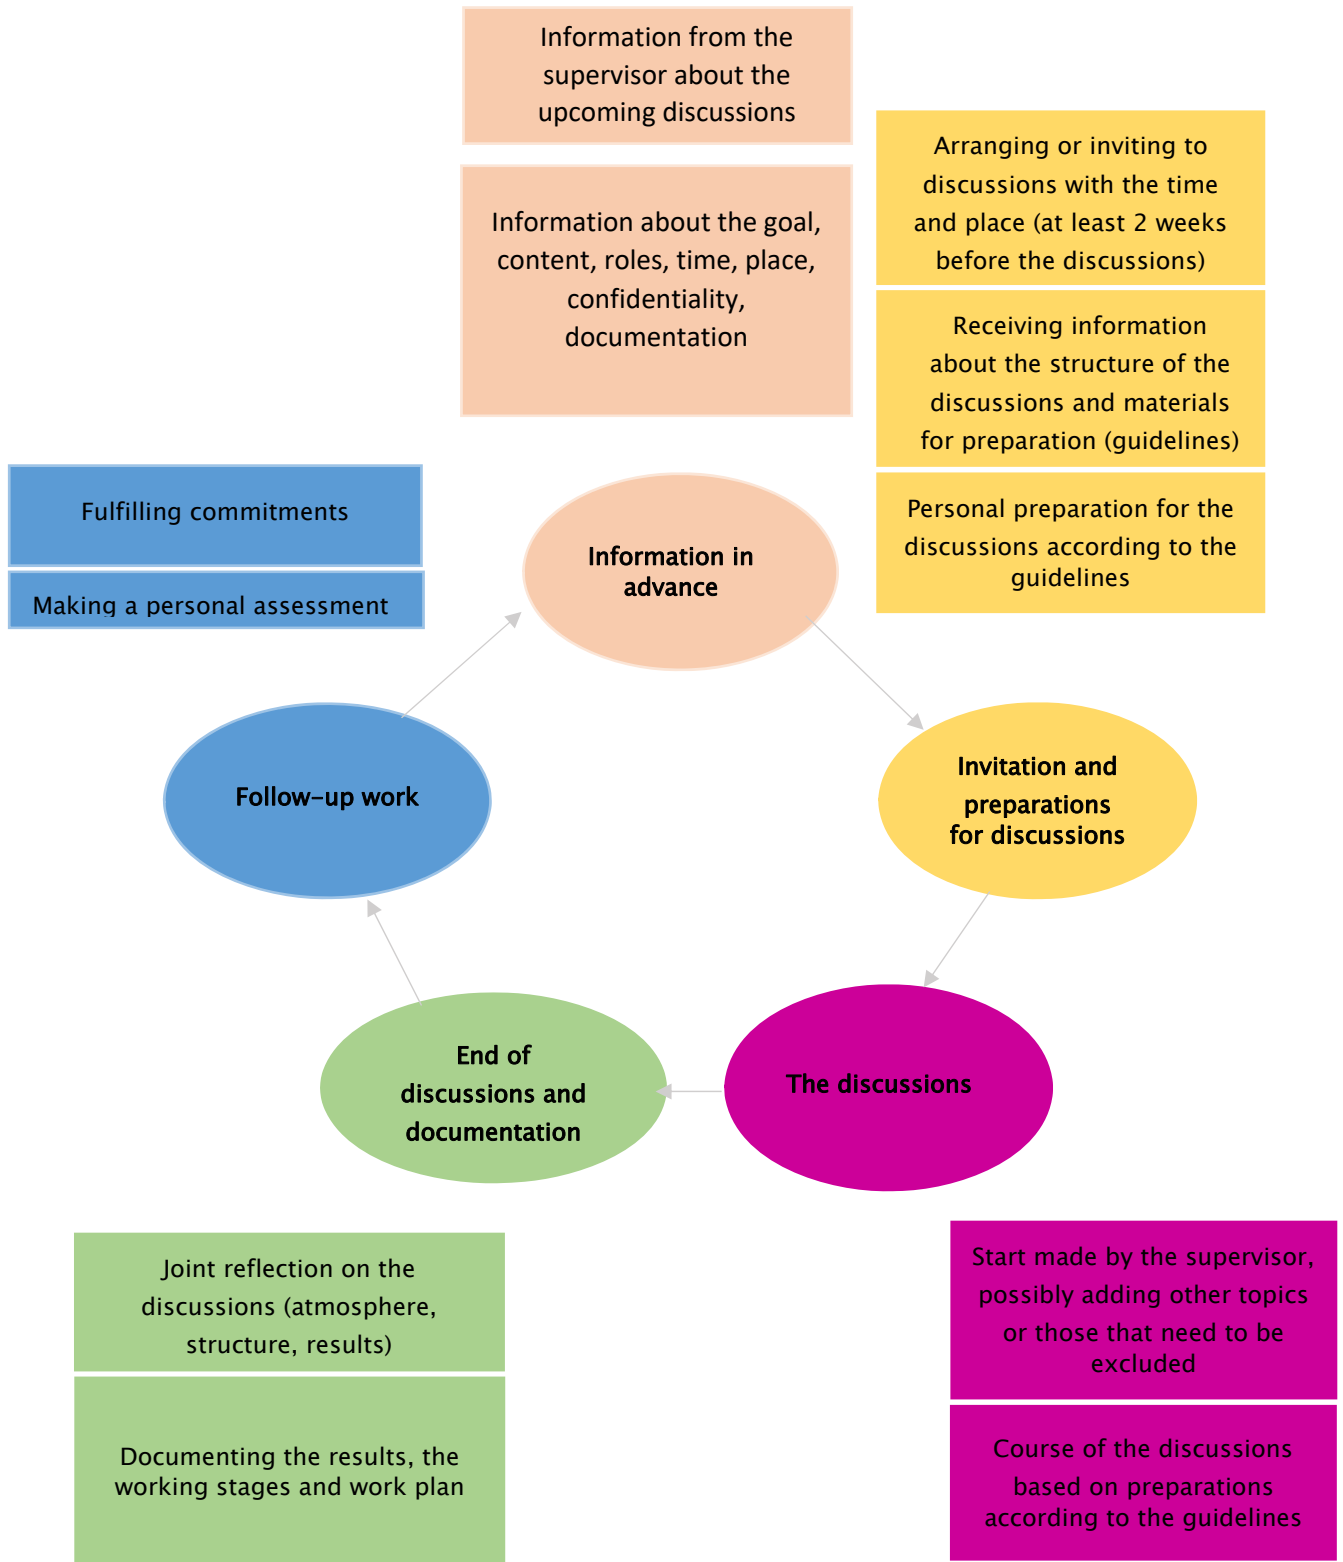 Information from the
supervisor about the
upcoming discussions
Information about the goal,
content, roles, time, place,
confidentiality,
documentation
Arranging or inviting to
discussions with the time
and place (at least 2 weeks
before the discussions)
Receiving information
about the structure of the
discussions and materials
for preparation (guidelines)
Personal preparation for the
discussions according to the
guidelines
Fulfilling commitments
Making a personal assessment
Information in
advance
Invitation and
preparations
for discussions
Follow-up work
The discussions
End of
discussions and
documentation
Joint reflection on the
discussions (atmosphere,
structure, results)
Documenting the results, the
working stages and work plan
Start made by the supervisor,
possibly adding other topics
or those that need to be
excluded
Course of the discussions
based on preparations
according to the guidelines